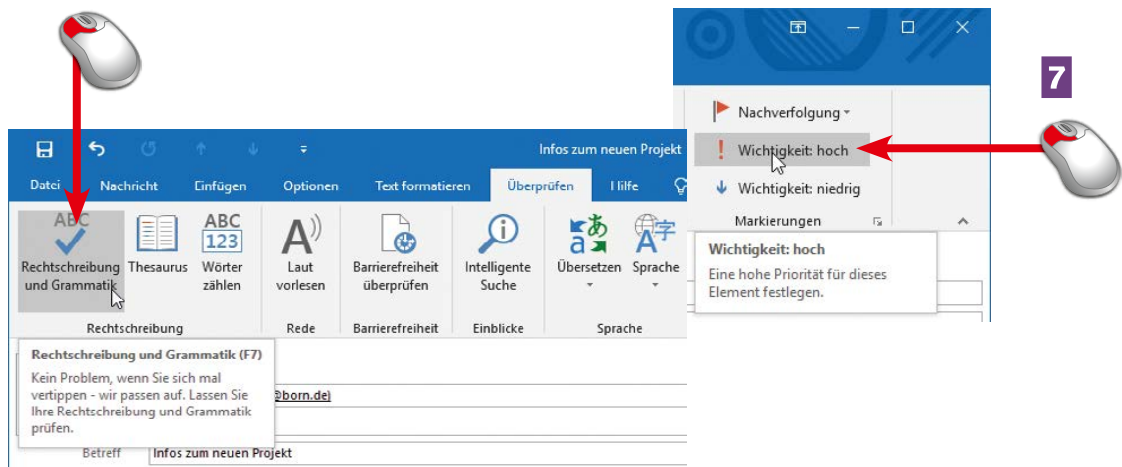 7
Nachverfolgung
Wichtigkeit: hoch
Wichtigkeit: niedrig
Markierungen
Wichtigkeit: hoch
Eine hohe Priorität für dieses
Element festlegen.
Infos zum neuen Projekt
Datei Nachricht Einfügen Optionen Text formatieren Überprüfen Hilfe
ABC
Rechtschreibung
und Grammatik
Thesaurus
ABC
123
Wörter
zählen
A
Laut
vorlesen
Barrierefreiheit
überprüfen
Intelligente
Suche
aあ
Übersetzen
A字
Sprache
Rechtschreibung Rede Barrierefreiheit Einblicke Sprache
Rechtschreibung und Grammatik (F7)
Kein Problem, wenn Sie sich mal
vertippen - wir passen auf. Lassen Sie
Ihre Rechtschreibung und Grammatik
prüfen.
@born.de)
Betreff Infos zum neuen Projekt